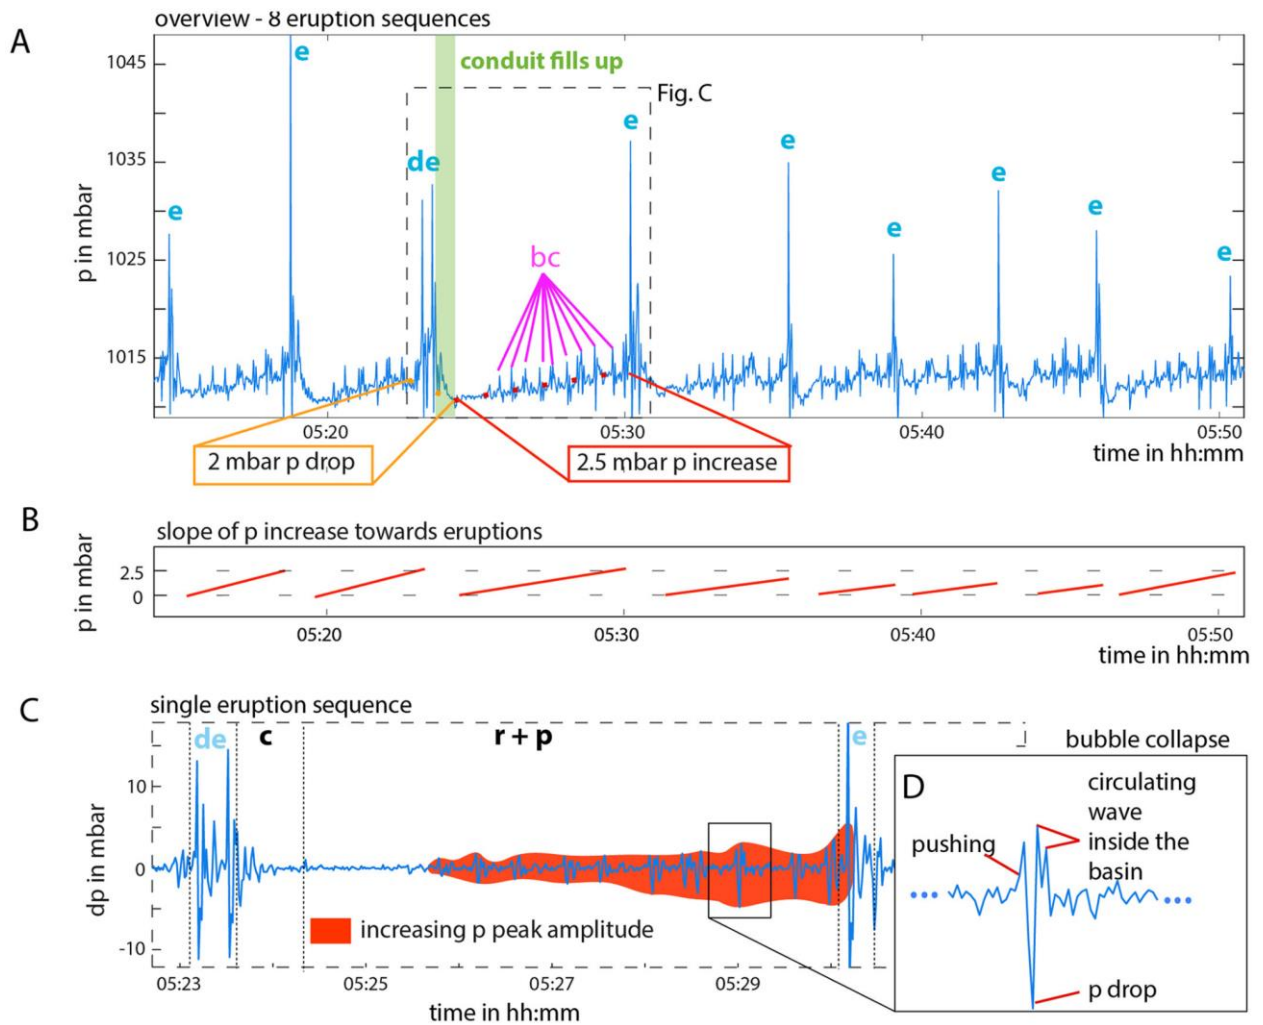 A
overview - 8 eruption sequences
p in mbar
1045
1035
1025
1015
e
e
conduit fills up
Fig. C
de
e
bc
e
e
e
e
e
05:20
05:30
05:40
05:50
time in hh:mm
2 mbar p drop
2.5 mbar p increase
B
slope of p increase towards eruptions
p in mbar
2.5
0
05:20
05:30
05:40
05:50
time in hh:mm
C
single eruption sequence
de
c
r + p
e
dp in mbar
10
0
-10
increasing p peak amplitude
05:23
05:25
05:27
05:29
time in hh:mm
bubble collapse
D
pushing
circulating
wave
inside the
basin
p drop